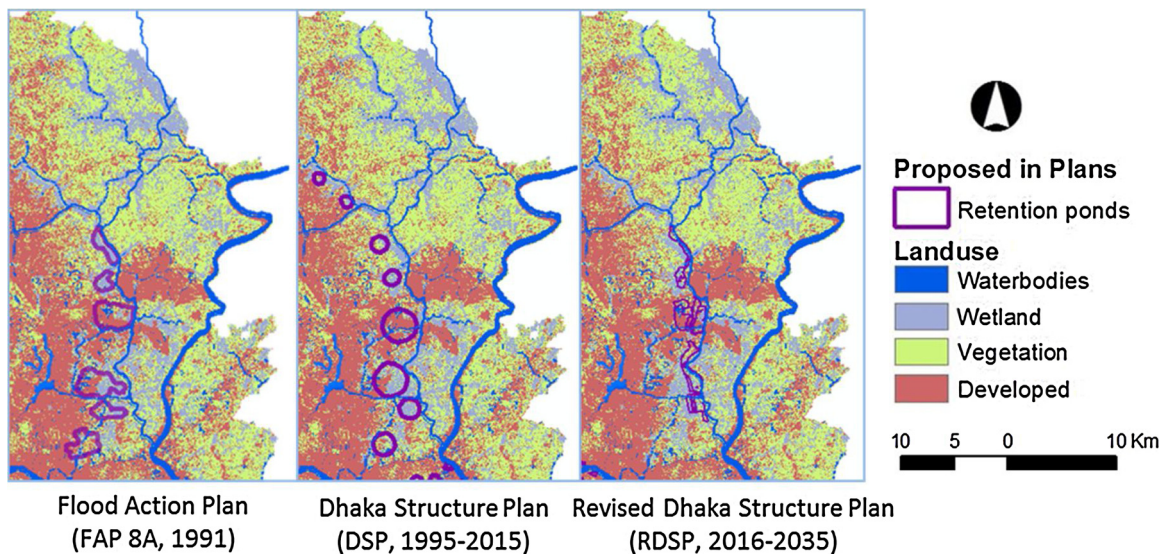 Proposed in Plans
Retention ponds
Landuse
Waterbodies
Wetland
Vegetation
Developed
10 5 0 10 Km
Flood Action Plan
(FAP 8A, 1991)
Dhaka Structure Plan
(DSP, 1995-2015)
Revised Dhaka Structure Plan
(RDSP, 2016-2035)